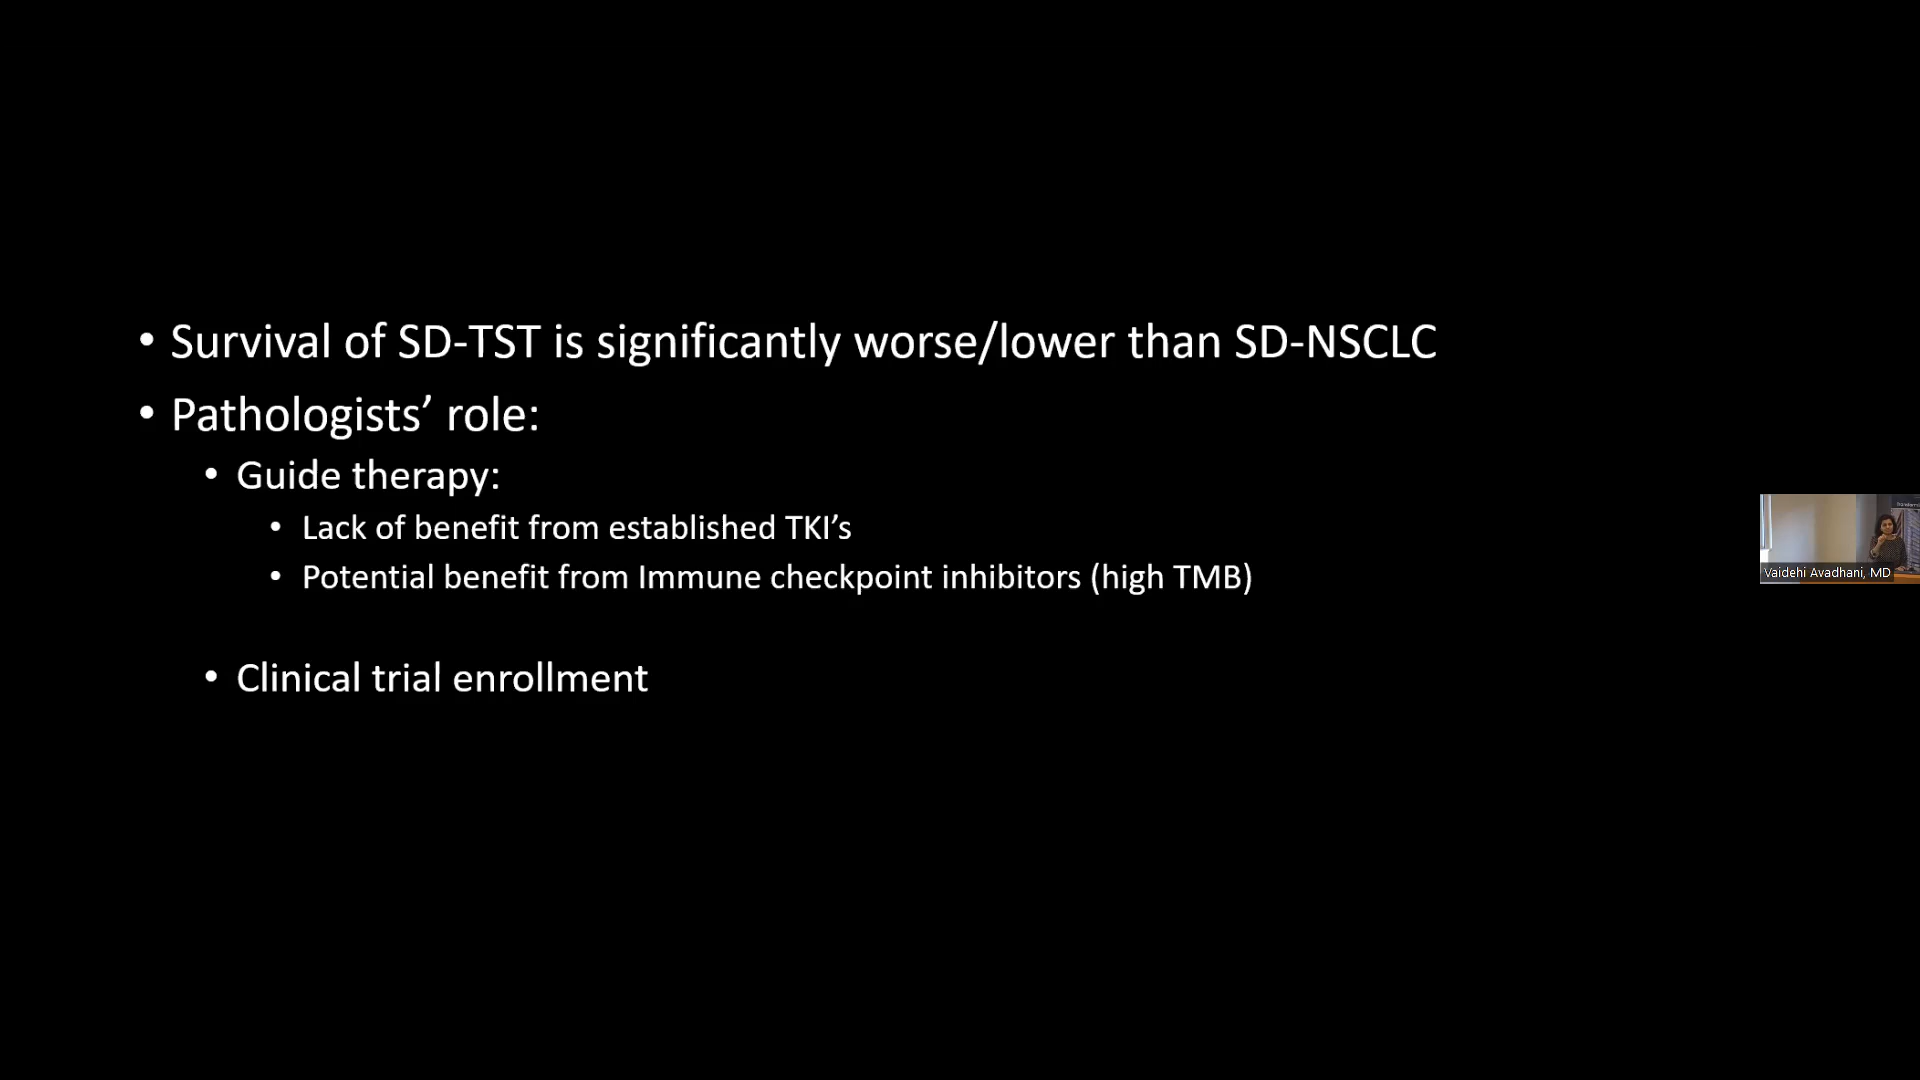 • Survival of SD-TST is significantly worse/lower than SD-NSCLC
• Pathologists’ role:
• Guide therapy:
• Lack of benefit from established TKI’s
• Potential benefit from Immune checkpoint inhibitors (high TMB)
• Clinical trial enrollment
Vaidehi Avadhani, MD